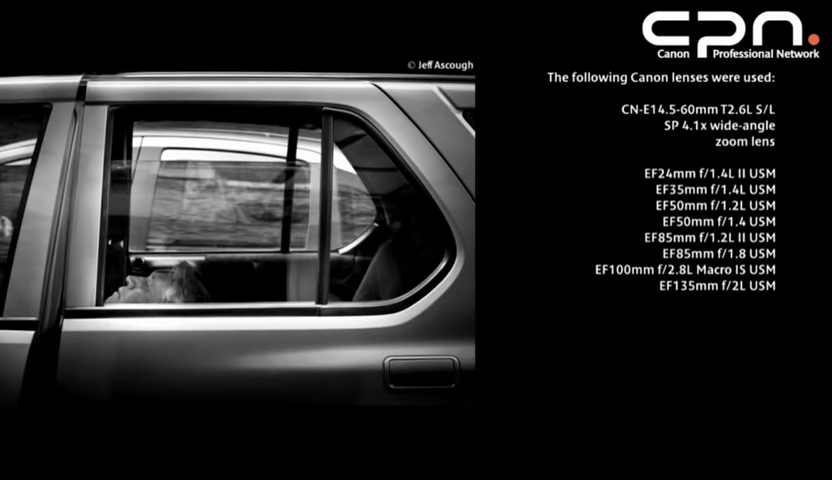 cpn.
Canon Professional Network
© Jeff Ascough
The following Canon lenses were used:
CN-E14.5-60mm T2.6L S/L
SP 4.1x wide-angle
zoom lens
EF24mm f/1.4L II USM
EF35mm f/1.4L USM
EF50mm f/1.2L USM
EF50mm f/1.4 USM
EF85mm f/1.2L II USM
EF85mm f/1.8 USM
EF100mm f/2.8L Macro IS USM
EF135mm f/2L USM